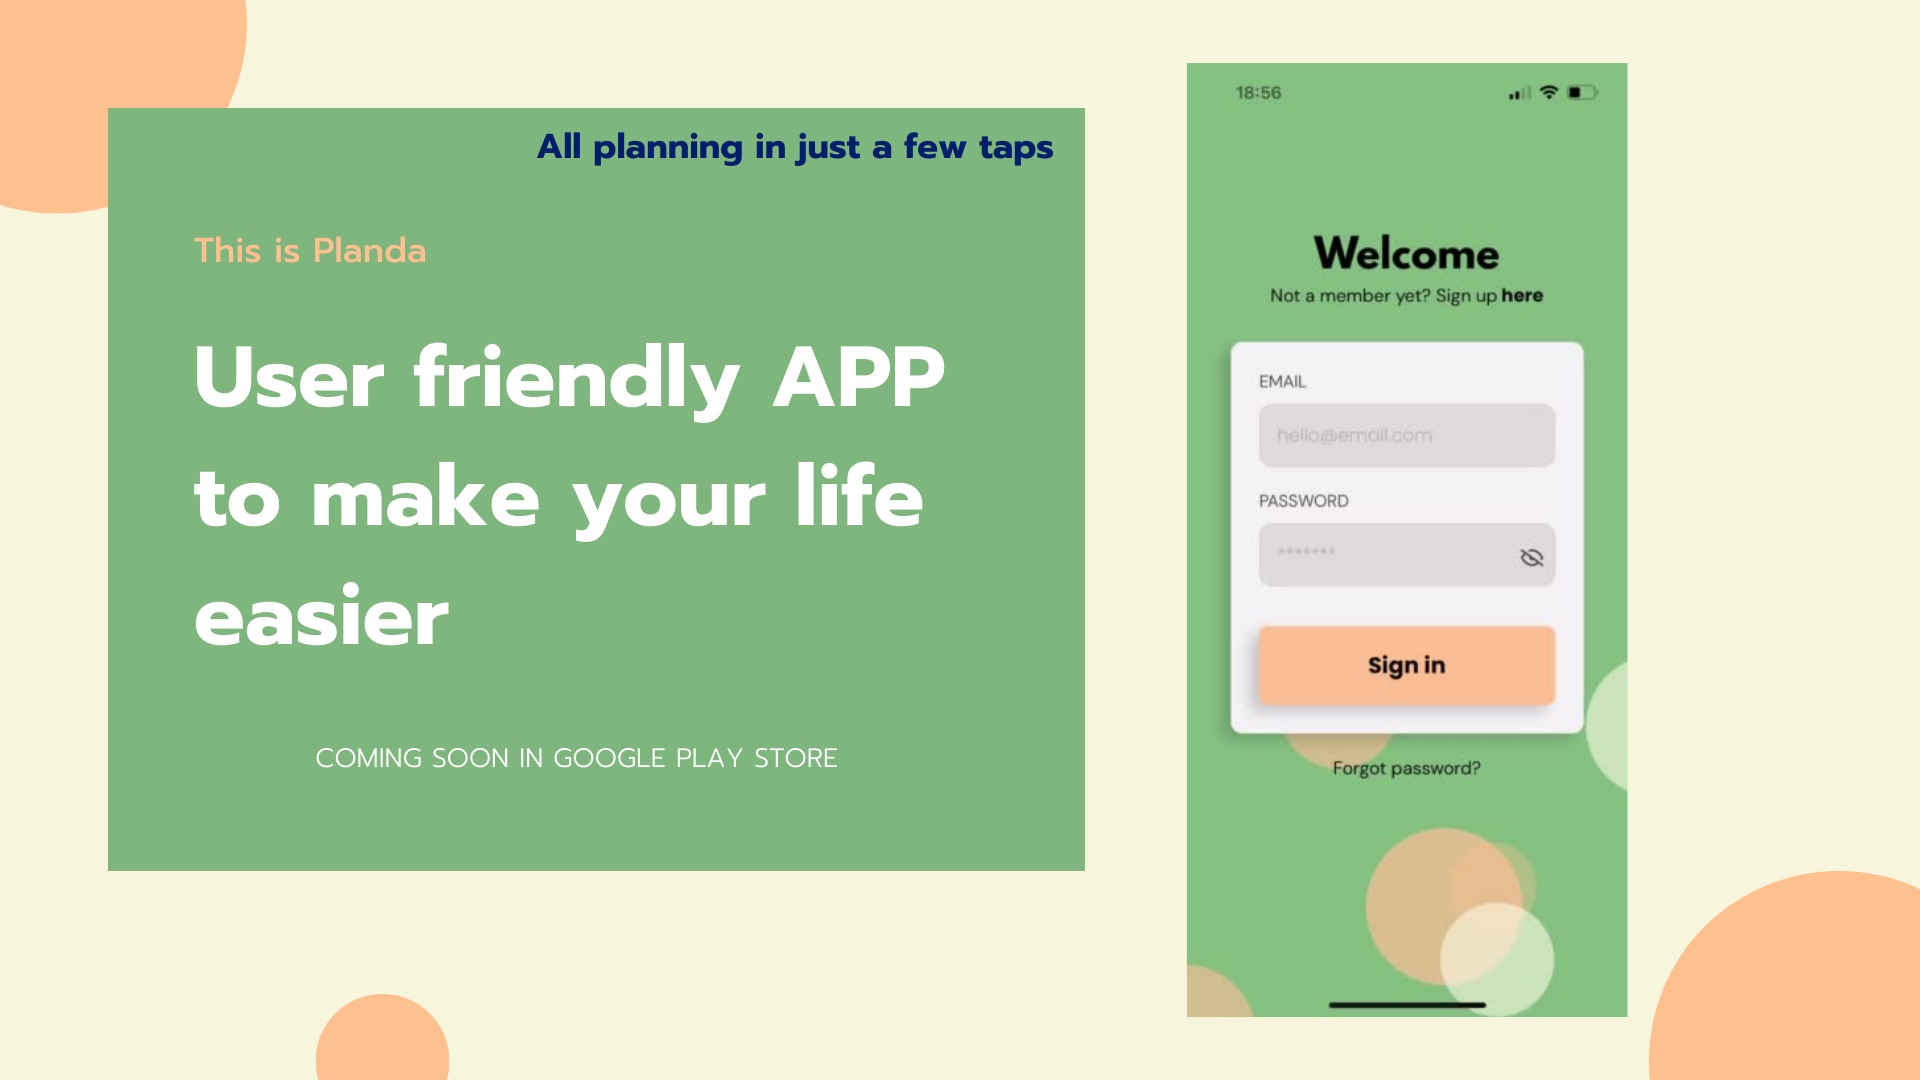 All planning in just a few taps
This is Planda
User friendly APP
to make your life
easier
COMING SOON IN GOOGLE PLAY STORE
18:56
Welcome
Not a member yet? Sign up here
EMAIL
hello@email.com
PASSWORD
*******
Sign in
Forgot password?